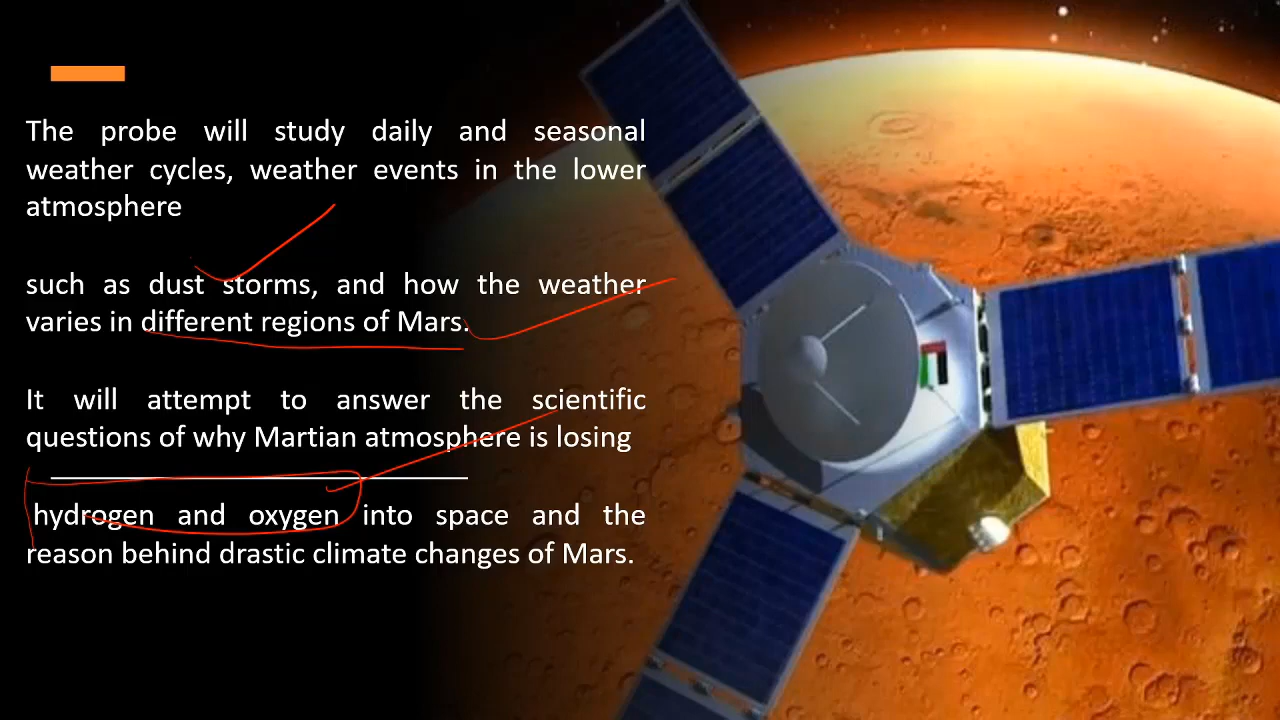 The probe will study daily and seasonal
weather cycles, weather events in the lower
atmosphere
such as dust storms, and how the weather
varies in different regions of Mars.
It will attempt to answer the scientific
questions of why Martian atmosphere is losing
hydrogen and oxygen into space and the
reason behind drastic climate changes of Mars.